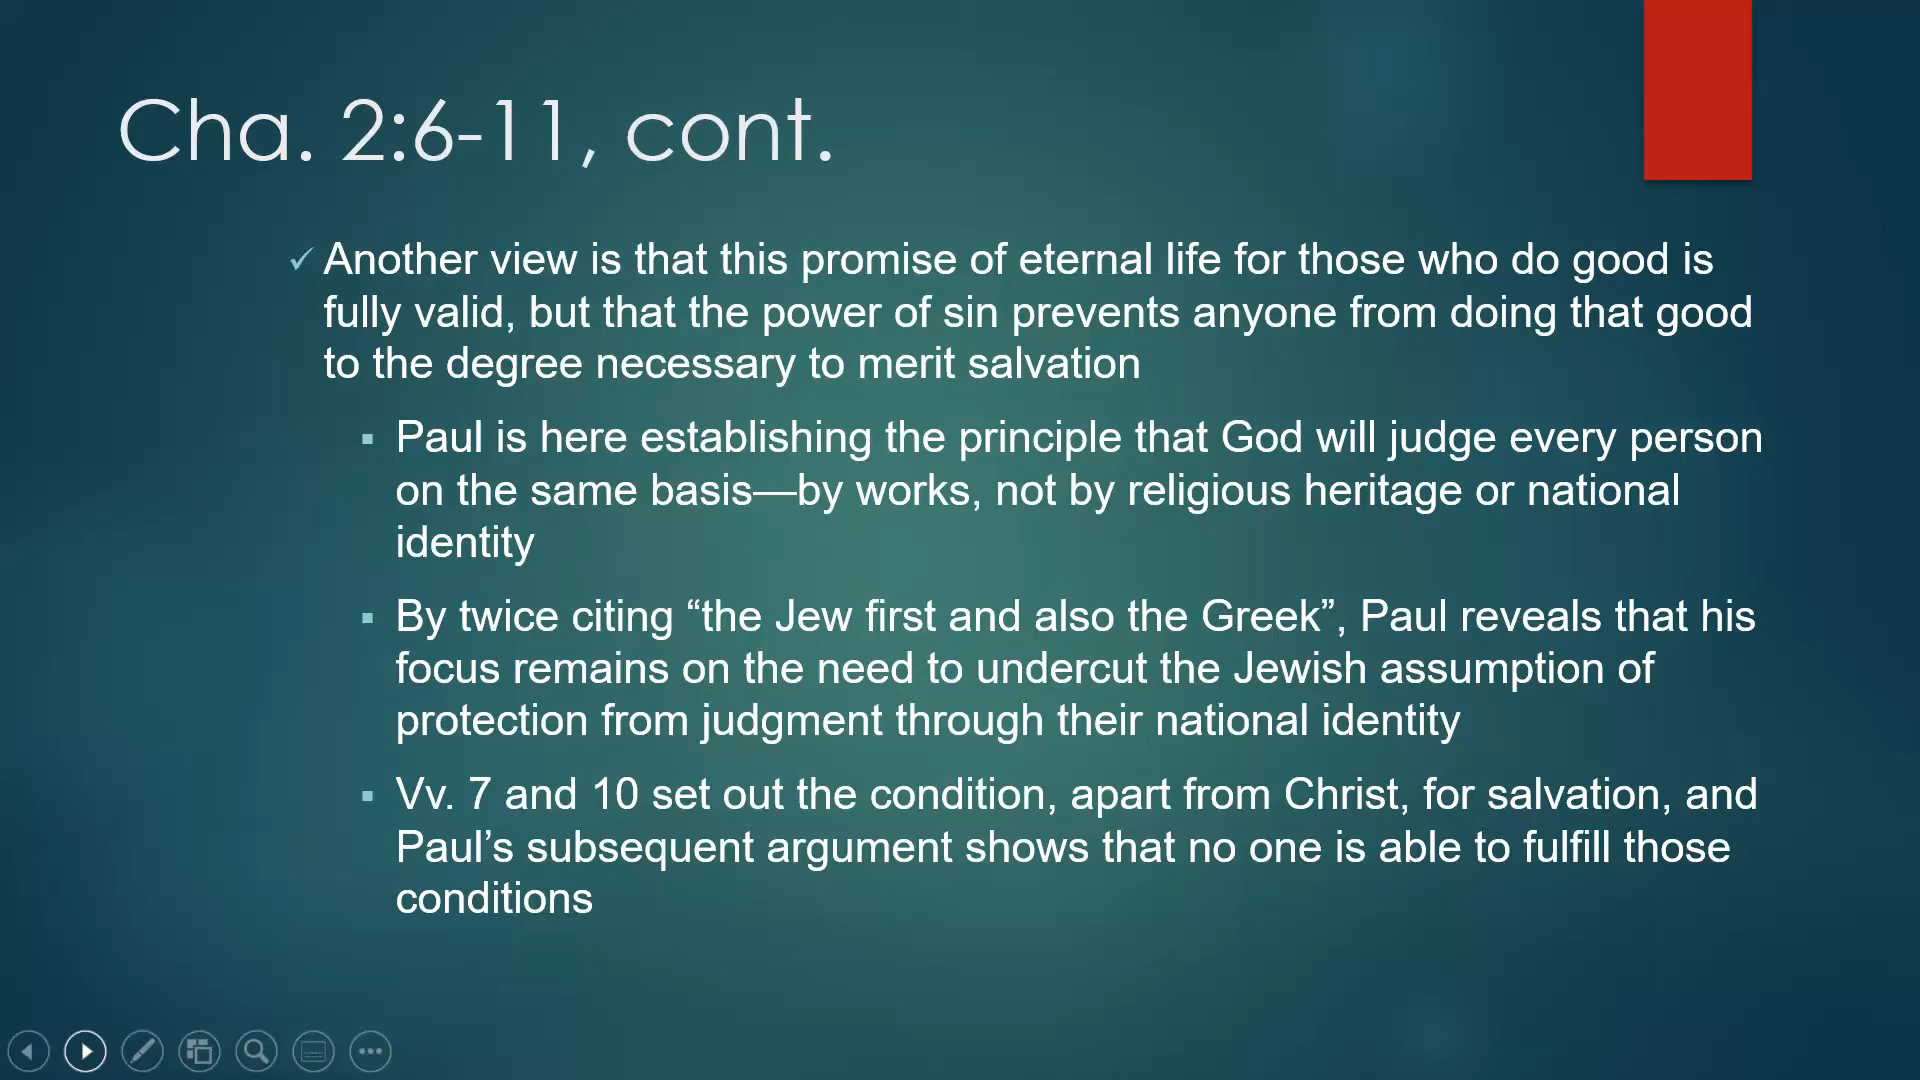 Cha. 2:6-11, cont.
✓ Another view is that this promise of eternal life for those who do good is
fully valid, but that the power of sin prevents anyone from doing that good
to the degree necessary to merit salvation
▪ Paul is here establishing the principle that God will judge every person
on the same basis—by works, not by religious heritage or national
identity
▪ By twice citing “the Jew first and also the Greek”, Paul reveals that his
focus remains on the need to undercut the Jewish assumption of
protection from judgment through their national identity
▪ Vv. 7 and 10 set out the condition, apart from Christ, for salvation, and
Paul’s subsequent argument shows that no one is able to fulfill those
conditions